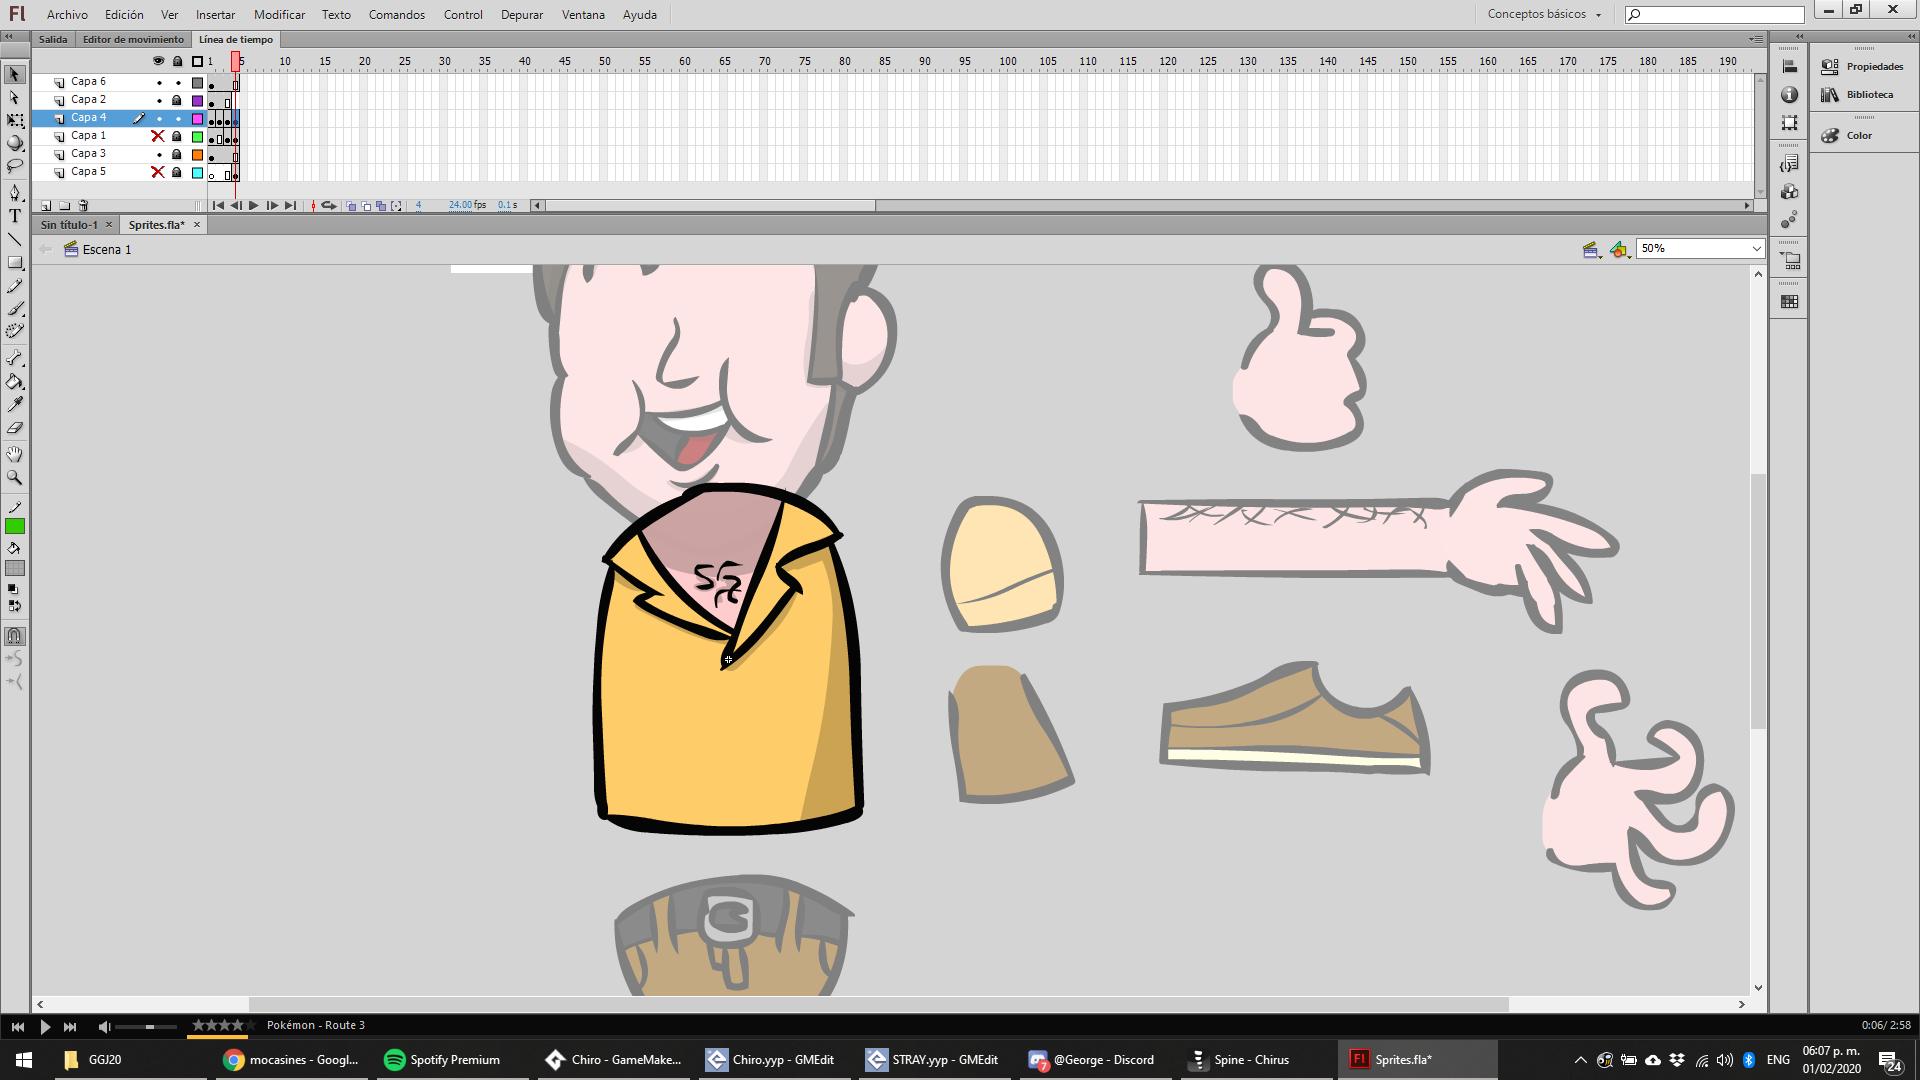 Fl Archivo Edición Ver Insertar Modificar Texto Comandos Control Depurar Ventana Ayuda Conceptos básicos
Salida Editor de movimiento Línea de tiempo
1 5 10 15 20 25 30 35 40 45 50 55 60 65 70 75 80 85 90 95 100 105 110 115 120 125 130 135 140 145 150 155 160 165 170 175 180 185 190
Capa 6
Capa 2
Capa 4
Capa 1
Capa 3
Capa 5
4 24.00 fps 0.1 s
Sin título-1 Sprites.fla*
Escena 1 50%
Propiedades
Biblioteca
Color
T
Pokémon - Route 3 0:06/ 2:58
GGJ20 mocasines - Googl... Spotify Premium Chiro - GameMake... Chiro.yyp - GMEdit STRAY.yyp - GMEdit 7 @George - Discord Spine - Chirus Fl Sprites.fla* ENG 06:07 p. m.
01/02/2020 24